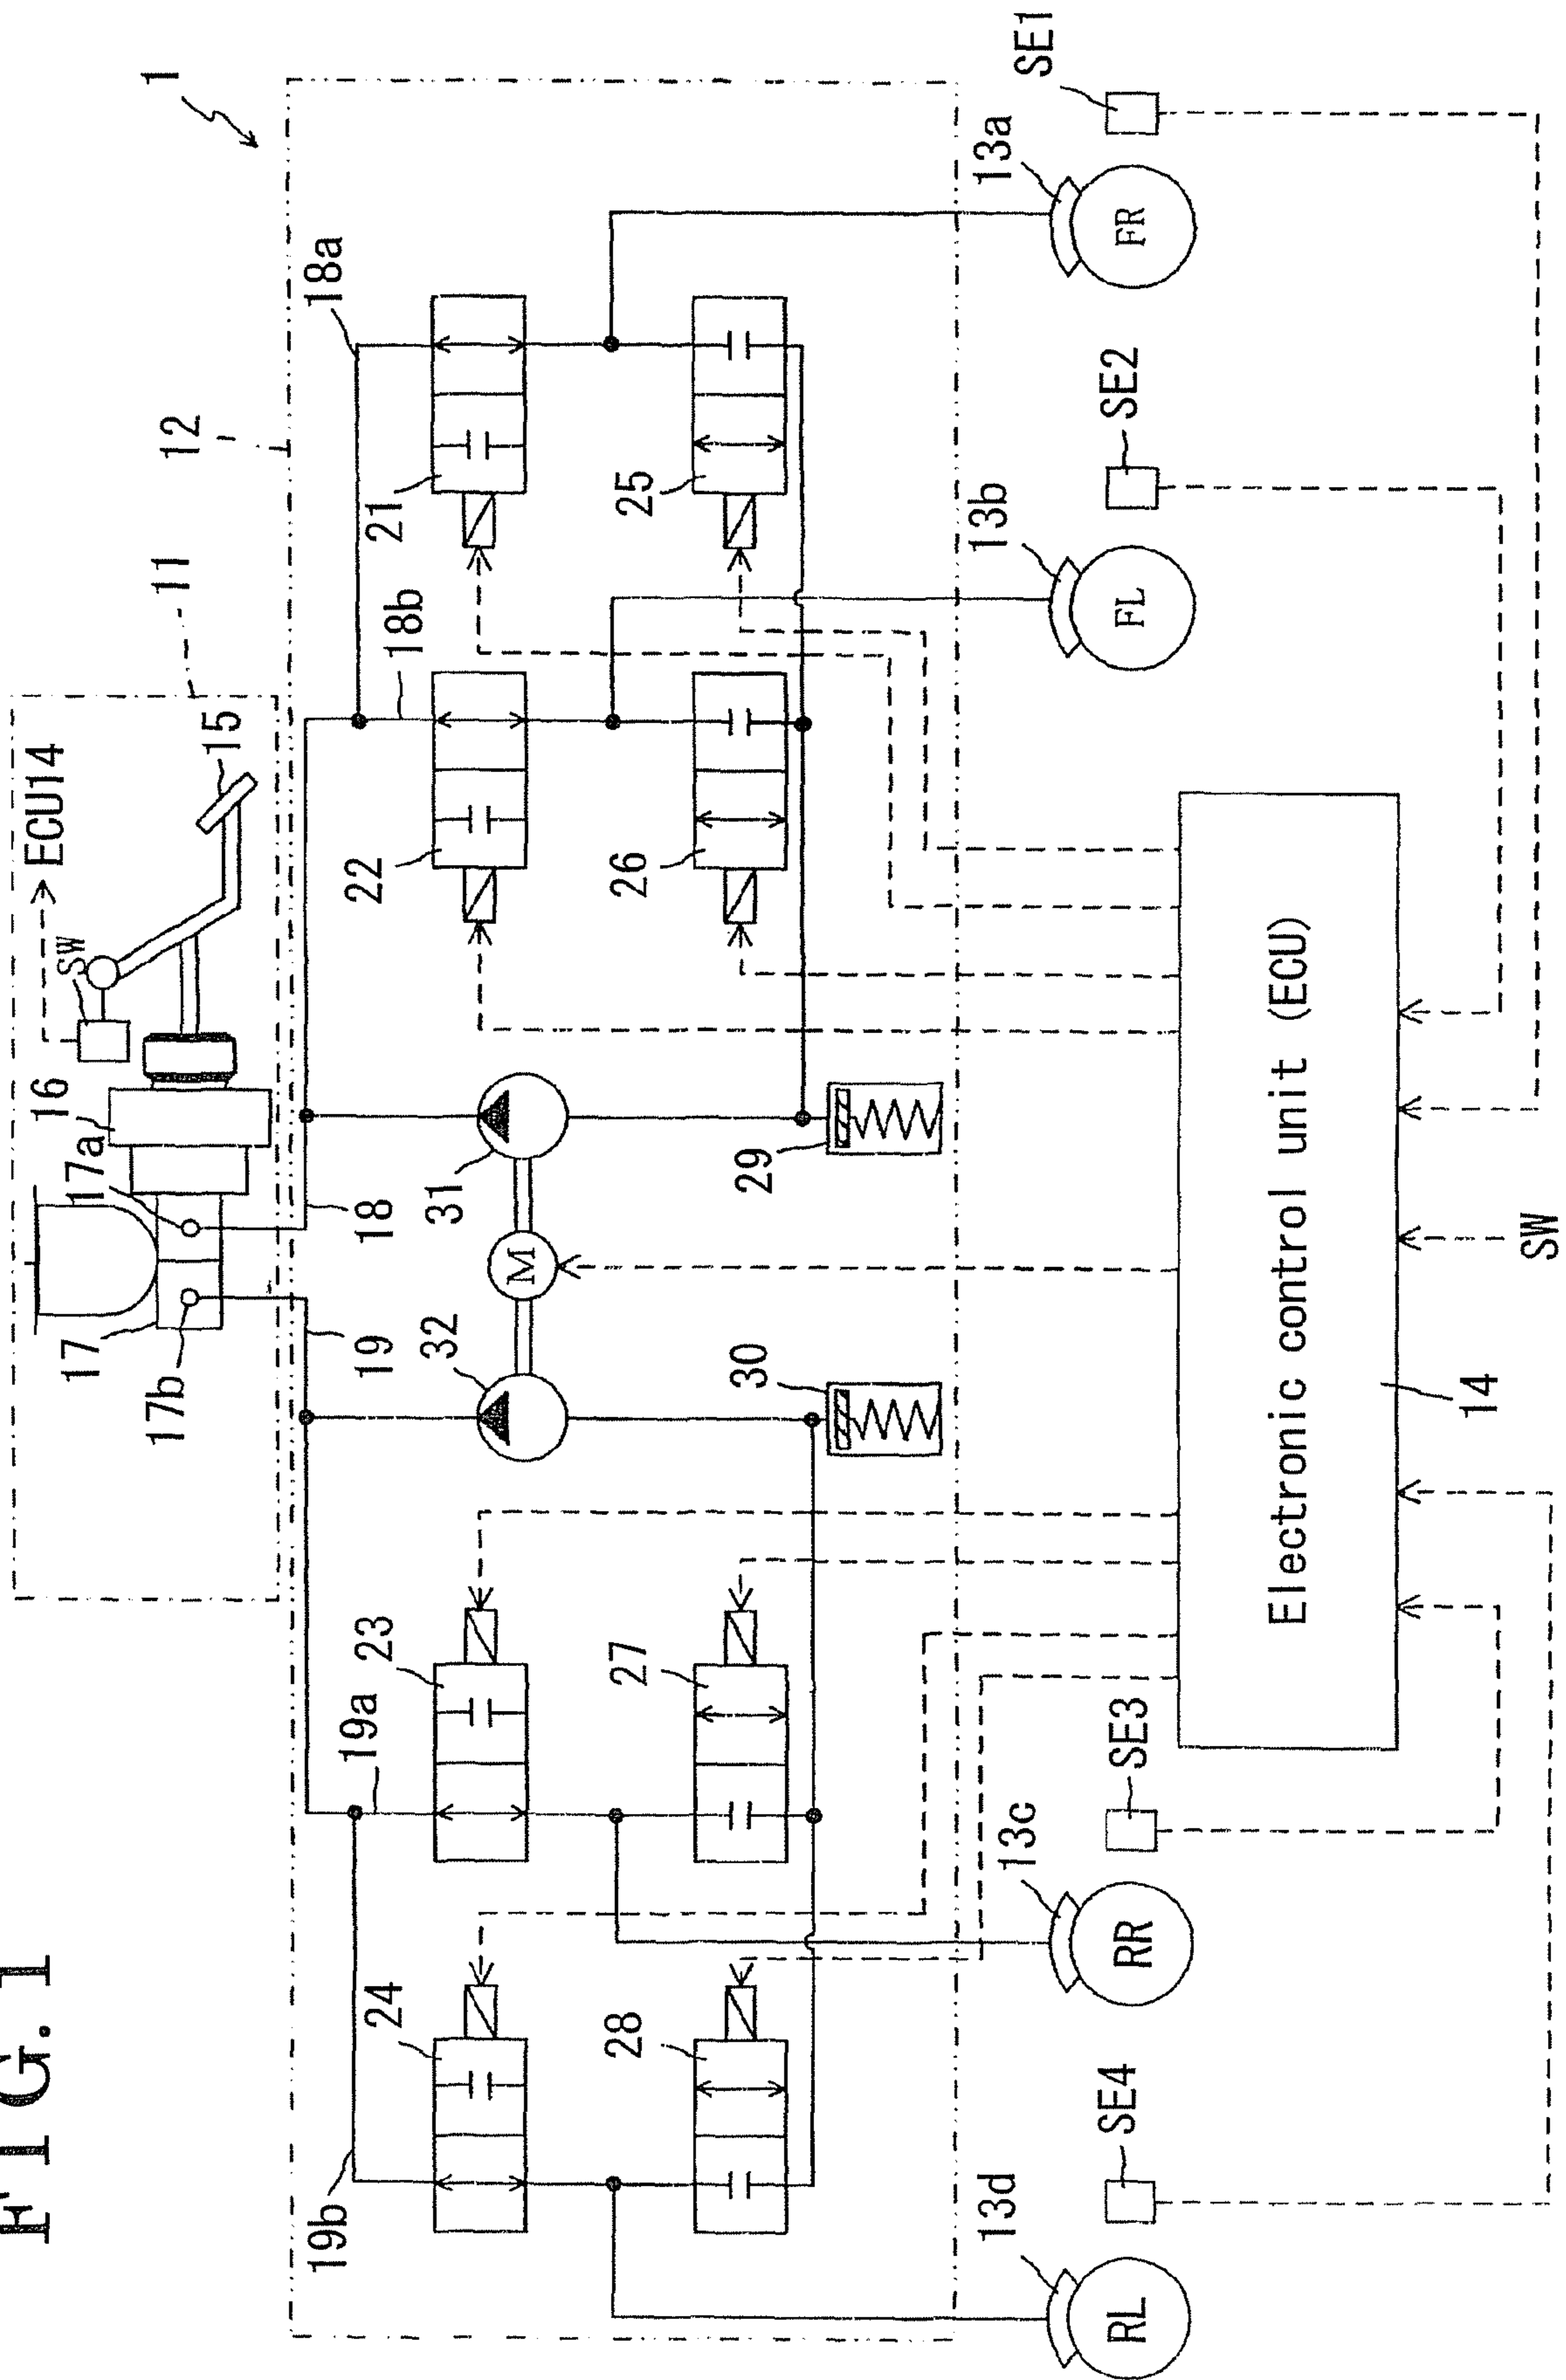 FIG. 1
1
11
12
ECU14
SW
15
16
17a
17
17b
18
19
18a
18b
19a
19b
21
22
23
24
25
26
27
28
29
30
31
32
M
13a
13b
13c
13d
FR
FL
RR
RL
SE1
SE2
SE3
SE4
Electronic control unit (ECU)
14
SW